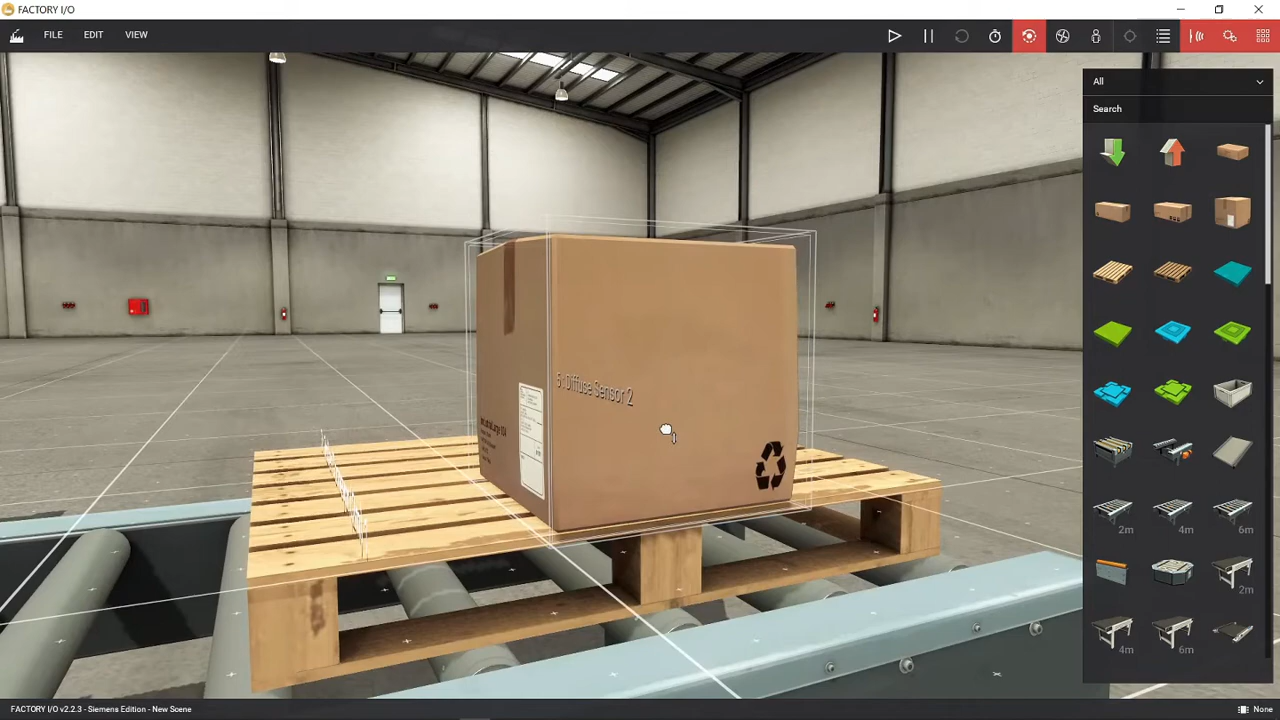 FACTORY I/O
FILE EDIT VIEW
All
Search
5 : Diffuse Sensor 2
2m 4m 6m
2m
4m 6m
FACTORY I/O v2.2.3 - Siemens Edition - New Scene
None